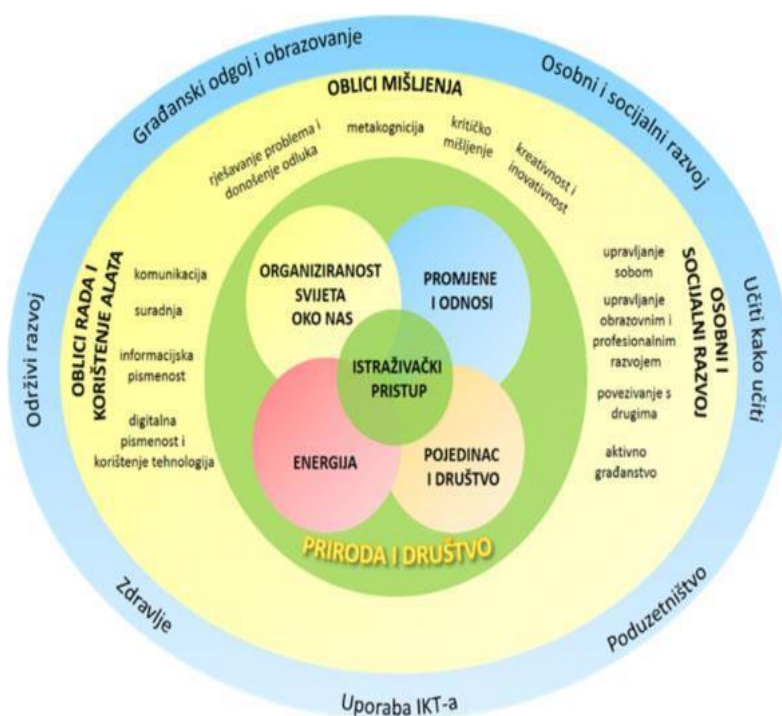 Građanski odgoj i obrazovanje
Osobni i socijalni razvoj
Učiti kako učiti
Poduzetništvo
Uporaba IKT-a
Zdravlje
Održivi razvoj
OBLICI MIŠLJENJA
rješavanje problema i
donošenje odluka
metakognicija
kritičko
mišljenje
kreativnost i
inovativnost
OBLICI RADA I
KORIŠTENJE ALATA
komunikacija
suradnja
informacijska
pismenost
digitalna
pismenost i
korištenje tehnologija
OSOBNI I
SOCIJALNI RAZVOJ
upravljanje
sobom
upravljanje
obrazovnim i
profesionalnim
razvojem
povezivanje s
drugima
aktivno
građanstvo
ORGANIZIRANOST
SVIJETA
OKO NAS
PROMJENE
I ODNOSI
ISTRAŽIVAČKI
PRISTUP
ENERGIJA
POJEDINAC
I DRUŠTVO
PRIRODA I DRUŠTVO